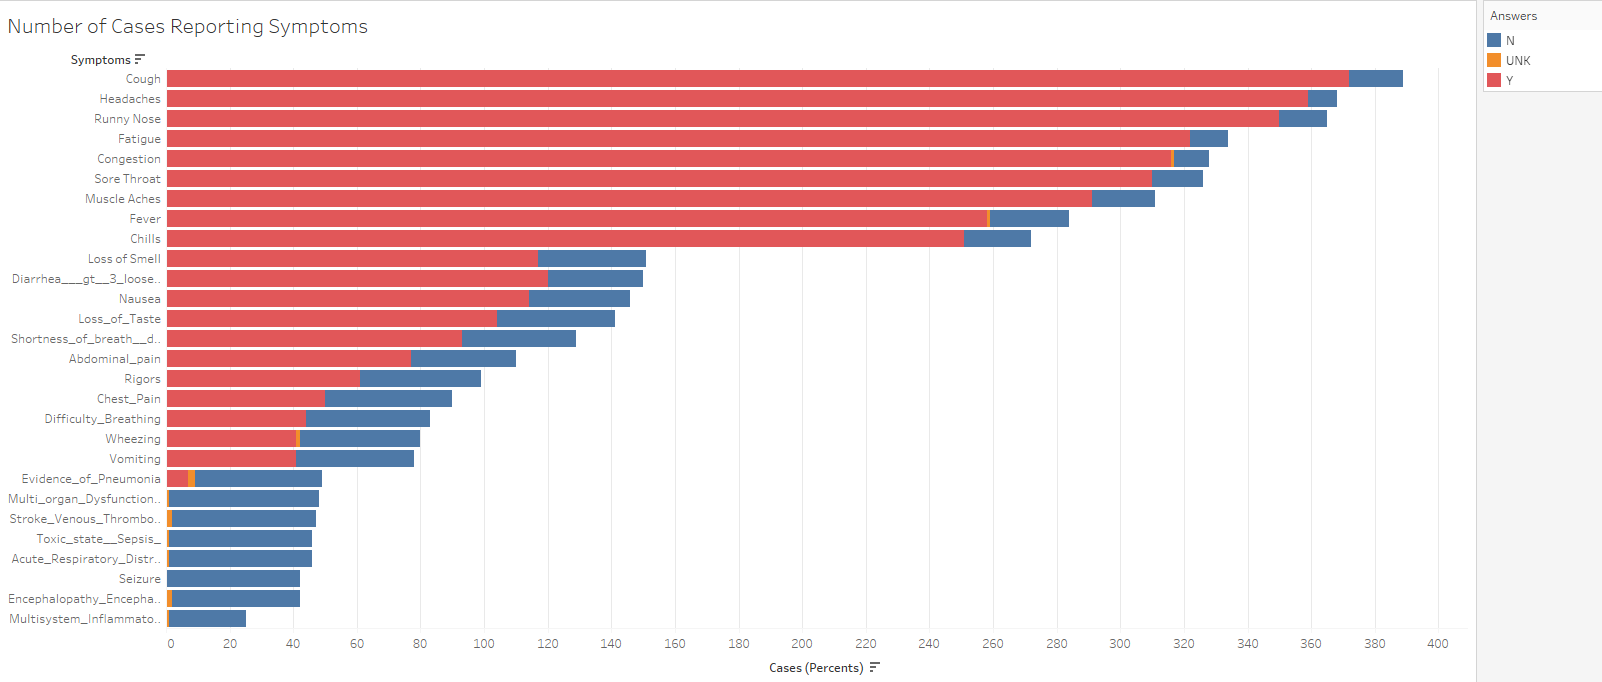 Number of Cases Reporting Symptoms
Answers
N
UNK
Y
Symptoms
Cough
Headaches
Runny Nose
Fatigue
Congestion
Sore Throat
Muscle Aches
Fever
Chills
Loss of Smell
Diarrhea___gt__3_loose..
Nausea
Loss_of_Taste
Shortness_of_breath__d..
Abdominal_pain
Rigors
Chest_Pain
Difficulty_Breathing
Wheezing
Vomiting
Evidence_of_Pneumonia
Multi_organ_Dysfunction..
Stroke_Venous_Thrombo..
Toxic_state__Sepsis_
Acute_Respiratory_Distr..
Seizure
Encephalopathy_Encepha..
Multisystem_Inflammato..
0 20 40 60 80 100 120 140 160 180 200 220 240 260 280 300 320 340 360 380 400
Cases (Percents)